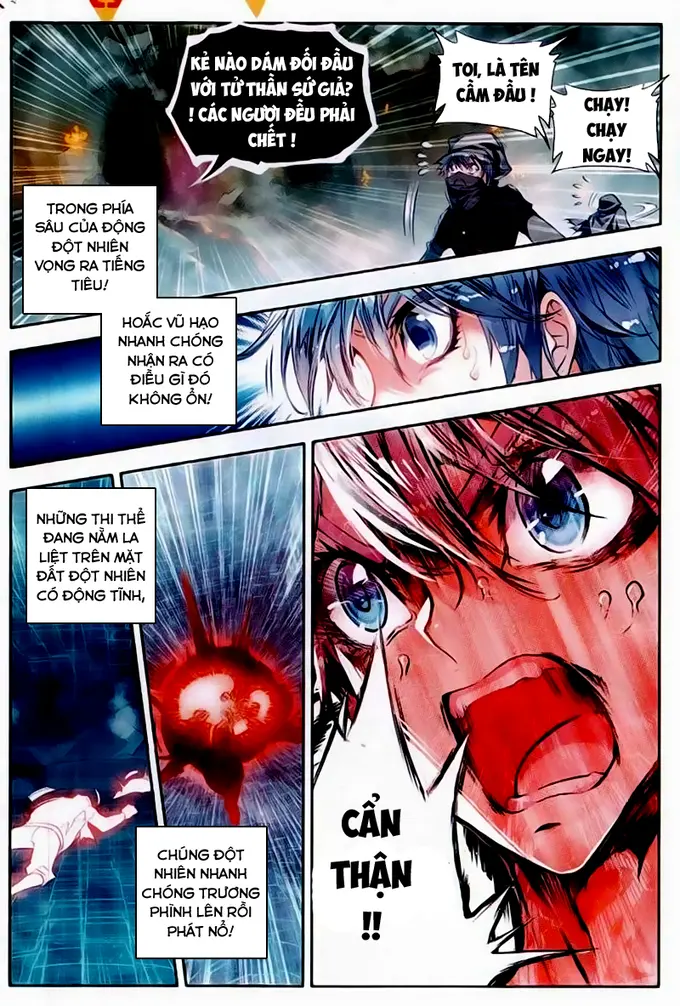 KẺ NÀO DÁM ĐỐI ĐẦU
VỚI TỬ THẦN SỨ GIẢ?
! CÁC NGƯƠI ĐỀU PHẢI
CHẾT !
TOI, LÀ TÊN
CẦM ĐẦU !
CHẠY!
CHẠY
NGAY!
TRONG PHÍA
SÂU CỦA ĐỘNG
ĐỘT NHIÊN
VỌNG RA TIẾNG
TIÊU!
HOẮC VŨ HẠO
NHANH CHÓNG
NHẬN RA CÓ
ĐIỀU GÌ ĐÓ
KHÔNG ỔN!
NHỮNG THI THỂ
ĐANG NẰM LA
LIỆT TRÊN MẶT
ĐẤT ĐỘT NHIÊN
CÓ ĐỘNG TĨNH,
CHÚNG ĐỘT
NHIÊN NHANH
CHÓNG TRƯƠNG
PHÌNH LÊN RỒI
PHÁT NỔ!
CẨN
THẬN
!!